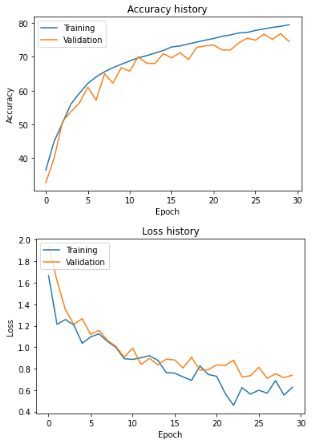 Accuracy history
80
70
60
50
40
Accuracy
Training
Validation
0 5 10 15 20 25 30
Epoch
Loss history
2.0
1.8
1.6
1.4
1.2
1.0
0.8
0.6
0.4
Loss
Training
Validation
0 5 10 15 20 25 30
Epoch